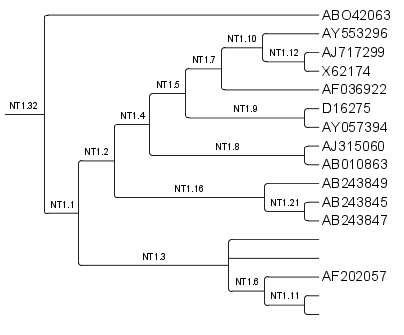 ABO42063
NT1.10
AY553296
NT1.12
AJ717299
NT1.7
X62174
NT1.5
AF036922
NT1.32
NT1.9
D16275
NT1.4
AY057394
NT1.2
NT1.8
AJ315060
AB010863
NT1.16
AB243849
NT1.21
AB243845
NT1.1
AB243847
NT1.3
NT1.6
AF202057
NT1.11